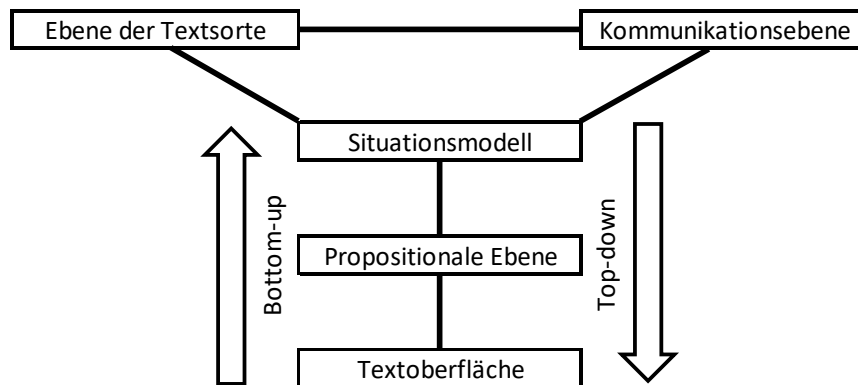 Ebene der Textsorte
Kommunikationsebene
Situationsmodell
Bottom-up
Top-down
Propositionale Ebene
Textoberfläche